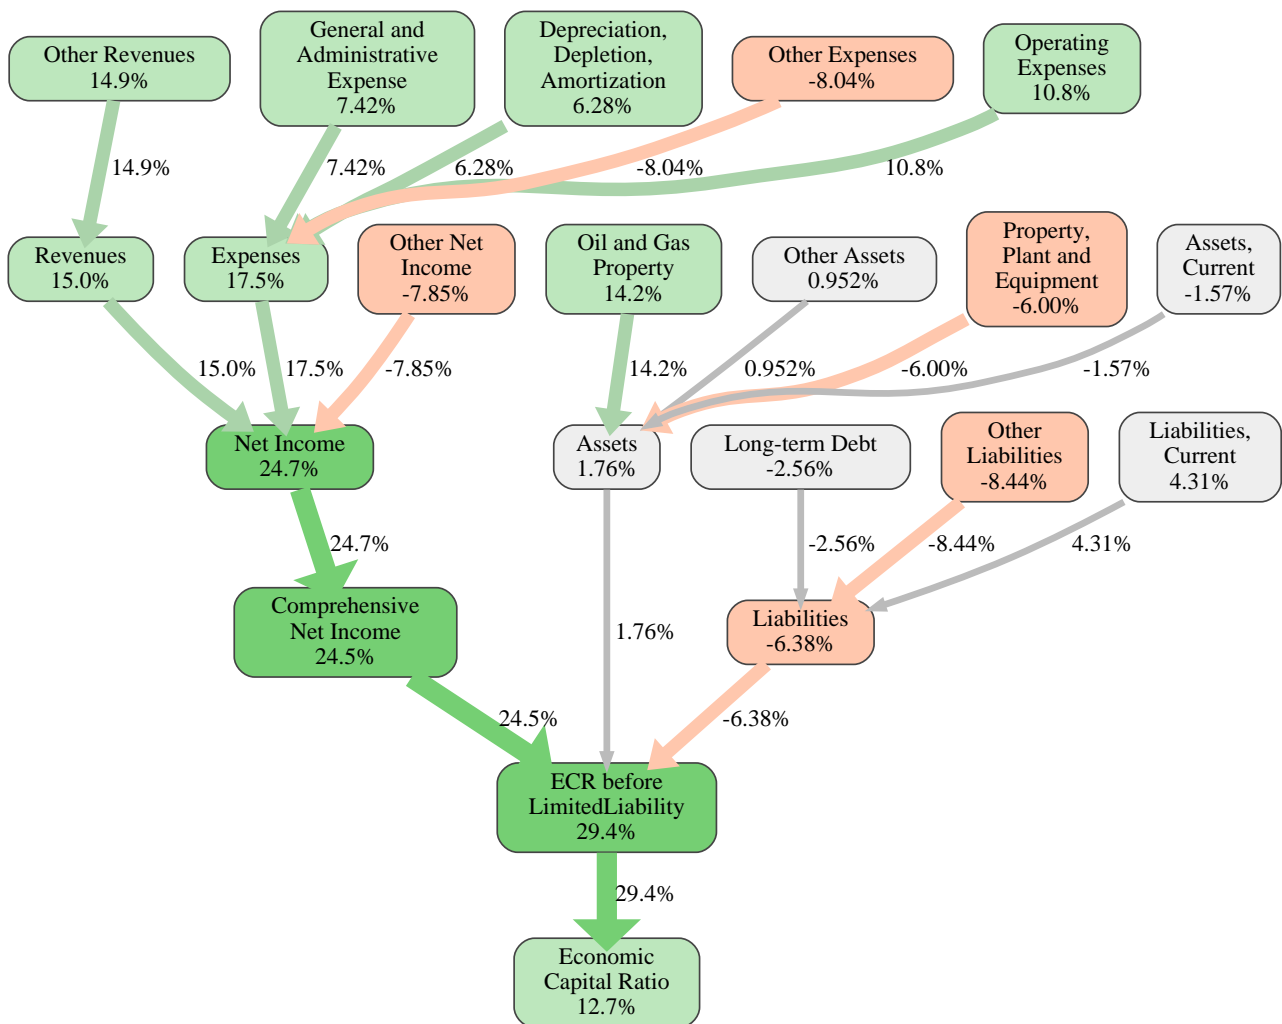 Other Revenues
14.9%
General and
Administrative
Expense
7.42%
Depreciation,
Depletion,
Amortization
6.28%
Other Expenses
-8.04%
Operating
Expenses
10.8%
14.9%
7.42%
6.28%
-8.04%
10.8%
Revenues
15.0%
Expenses
17.5%
Other Net
Income
-7.85%
Oil and Gas
Property
14.2%
Other Assets
0.952%
Property,
Plant and
Equipment
-6.00%
Assets,
Current
-1.57%
15.0%
17.5%
-7.85%
14.2%
0.952%
-6.00%
-1.57%
Net Income
24.7%
Assets
1.76%
Long-term Debt
-2.56%
Other
Liabilities
-8.44%
Liabilities,
Current
4.31%
24.7%
-2.56%
-8.44%
4.31%
Comprehensive
Net Income
24.5%
1.76%
Liabilities
-6.38%
24.5%
-6.38%
ECR before
LimitedLiability
29.4%
29.4%
Economic
Capital Ratio
12.7%